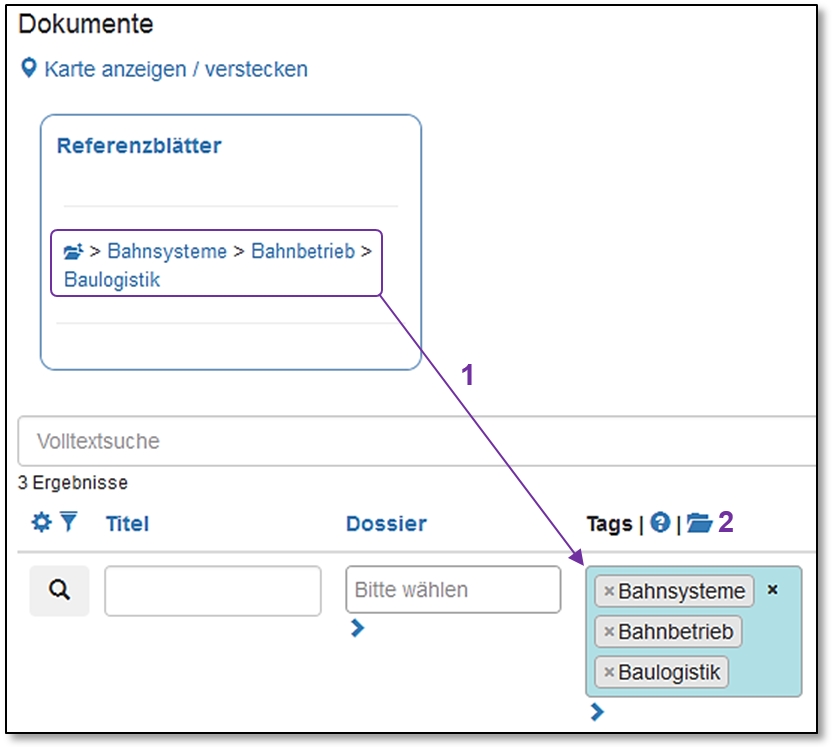 Dokumente
Karte anzeigen / verstecken
Referenzblätter
> Bahnsysteme > Bahnbetrieb >
Baulogistik
1
Volltextsuche
3 Ergebnisse
Titel Dossier Tags | ? | 2
Bitte wählen
× Bahnsysteme ×
× Bahnbetrieb
× Baulogistik